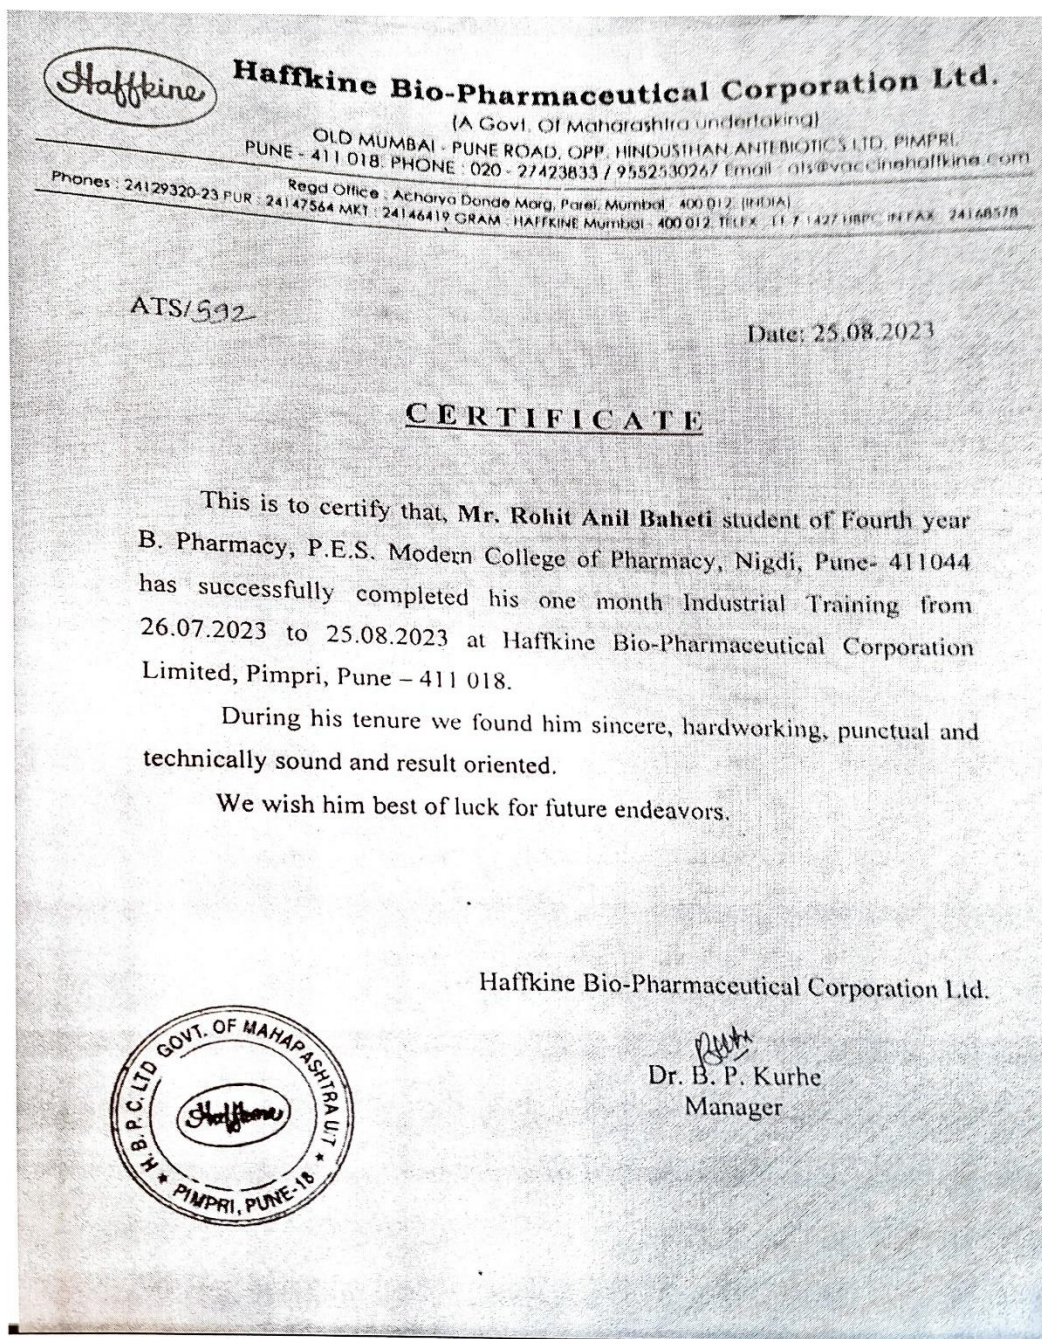 Haffkine
Haffkine Bio-Pharmaceutical Corporation Ltd.
(A Govt. Of Maharashtra undertaking)
OLD MUMBAI - PUNE ROAD, OPP. HINDUSTHAN ANTIBIOTICS LTD. PIMPRI,
PUNE - 411 018. PHONE : 020 - 27423833 / 9552530267 Email : ats@vaccinehaffkine.com
Regd Office : Acharya Donde Marg, Parel, Mumbai 400 012. (INDIA)
Phones : 24129320-23 PUR : 24147564 MKT : 24146419 GRAM : HAFFKINE Mumbai - 400 012. FAX 24168578
ATS/592
Date: 25.08.2023
CERTIFICATE
This is to certify that, Mr. Rohit Anil Baheti student of Fourth year
B. Pharmacy, P.E.S. Modern College of Pharmacy, Nigdi, Pune- 411044
has successfully completed his one month Industrial Training from
26.07.2023 to 25.08.2023 at Haffkine Bio-Pharmaceutical Corporation
Limited, Pimpri, Pune – 411 018.
During his tenure we found him sincere, hardworking, punctual and
technically sound and result oriented.
We wish him best of luck for future endeavors.
Haffkine Bio-Pharmaceutical Corporation Ltd.
Dr. B. P. Kurhe
Manager
H. B. P. C. LTD GOVT. OF MAHARASHTRA U/T
Haffkine
PIMPRI, PUNE-18